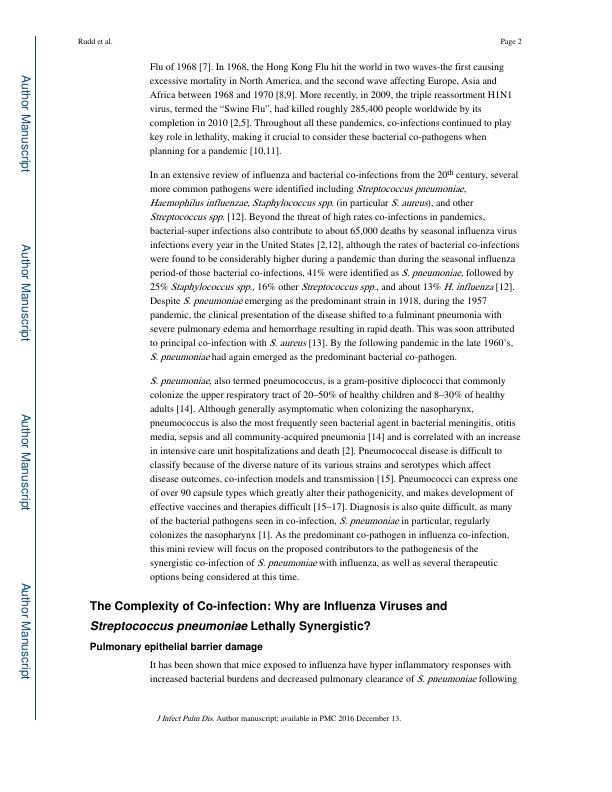 Rudd et al.
Page 2
Flu of 1968 [7]. In 1968, the Hong Kong Flu hit the world in two waves-the first causing
excessive mortality in North America, and the second wave affecting Europe, Asia and
Africa between 1968 and 1970 [8,9]. More recently, in 2009, the triple reassortment H1N1
virus, termed the “Swine Flu”, had killed roughly 285,400 people worldwide by its
completion in 2010 [2,5]. Throughout all these pandemics, co-infections continued to play
key role in lethality, making it crucial to consider these bacterial co-pathogens when
planning for a pandemic [10,11].
In an extensive review of influenza and bacterial co-infections from the 20th century, several
more common pathogens were identified including Streptococcus pneumoniae,
Haemophilus influenzae, Staphylococcus spp. (in particular S. aureus), and other
Streptococcus spp. [12]. Beyond the threat of high rates co-infections in pandemics,
bacterial-super infections also contribute to about 65,000 deaths by seasonal influenza virus
infections every year in the United States [2,12], although the rates of bacterial co-infections
were found to be considerably higher during a pandemic than during the seasonal influenza
period-of those bacterial co-infections, 41% were identified as S. pneumoniae, followed by
25% Staphylococcus spp., 16% other Streptococcus spp., and about 13% H. influenza [12].
Despite S. pneumoniae emerging as the predominant strain in 1918, during the 1957
pandemic, the clinical presentation of the disease shifted to a fulminant pneumonia with
severe pulmonary edema and hemorrhage resulting in rapid death. This was soon attributed
to principal co-infection with S. aureus [13]. By the following pandemic in the late 1960’s,
S. pneumoniae had again emerged as the predominant bacterial co-pathogen.
S. pneumoniae, also termed pneumococcus, is a gram-positive diplococci that commonly
colonize the upper respiratory tract of 20–50% of healthy children and 8–30% of healthy
adults [14]. Although generally asymptomatic when colonizing the nasopharynx,
pneumococcus is also the most frequently seen bacterial agent in bacterial meningitis, otitis
media, sepsis and all community-acquired pneumonia [14] and is correlated with an increase
in intensive care unit hospitalizations and death [2]. Pneumococcal disease is difficult to
classify because of the diverse nature of its various strains and serotypes which affect
disease outcomes, co-infection models and transmission [15]. Pneumococci can express one
of over 90 capsule types which greatly alter their pathogenicity, and makes development of
effective vaccines and therapies difficult [15–17]. Diagnosis is also quite difficult, as many
of the bacterial pathogens seen in co-infection, S. pneumoniae in particular, regularly
colonizes the nasopharynx [1]. As the predominant co-pathogen in influenza co-infection,
this mini review will focus on the proposed contributors to the pathogenesis of the
synergistic co-infection of S. pneumoniae with influenza, as well as several therapeutic
options being considered at this time.
The Complexity of Co-infection: Why are Influenza Viruses and
Streptococcus pneumoniae Lethally Synergistic?
Pulmonary epithelial barrier damage
It has been shown that mice exposed to influenza have hyper inflammatory responses with
increased bacterial burdens and decreased pulmonary clearance of S. pneumoniae following
J Infect Pulm Dis. Author manuscript; available in PMC 2016 December 13.
Author Manuscript
Author Manuscript
Author Manuscript
Author Manuscript